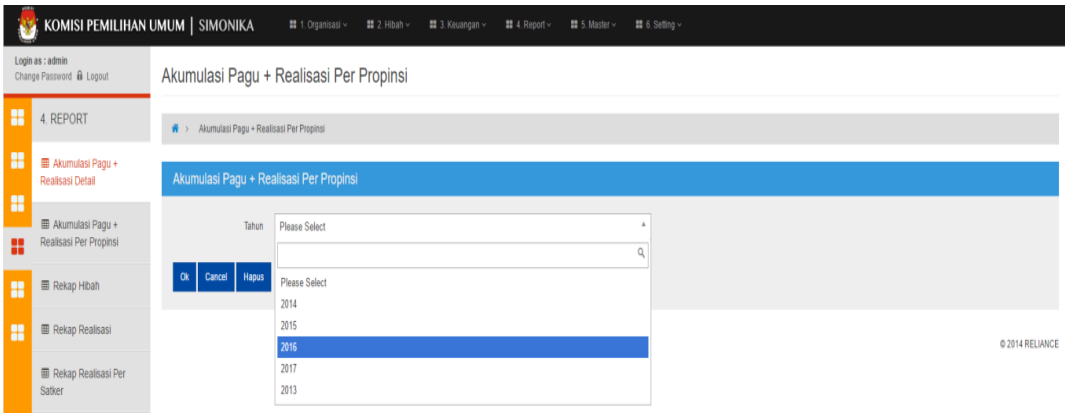 KOMISI PEMILIHAN UMUM | SIMONIKA
1. Organisasi
2. Hibah
3. Keuangan
4. Report
5. Master
6. Setting
Login as : admin
Change Password Logout
Akumulasi Pagu + Realisasi Per Propinsi
4. REPORT
Akumulasi Pagu +
Realisasi Detail
Akumulasi Pagu +
Realisasi Per Propinsi
Rekap Hibah
Rekap Realisasi
Rekap Realisasi Per
Satker
> Akumulasi Pagu + Realisasi Per Propinsi
Akumulasi Pagu + Realisasi Per Propinsi
Tahun Please Select
Ok Cancel Hapus
Please Select
2014
2015
2016
2017
2013
© 2014 RELIANCE